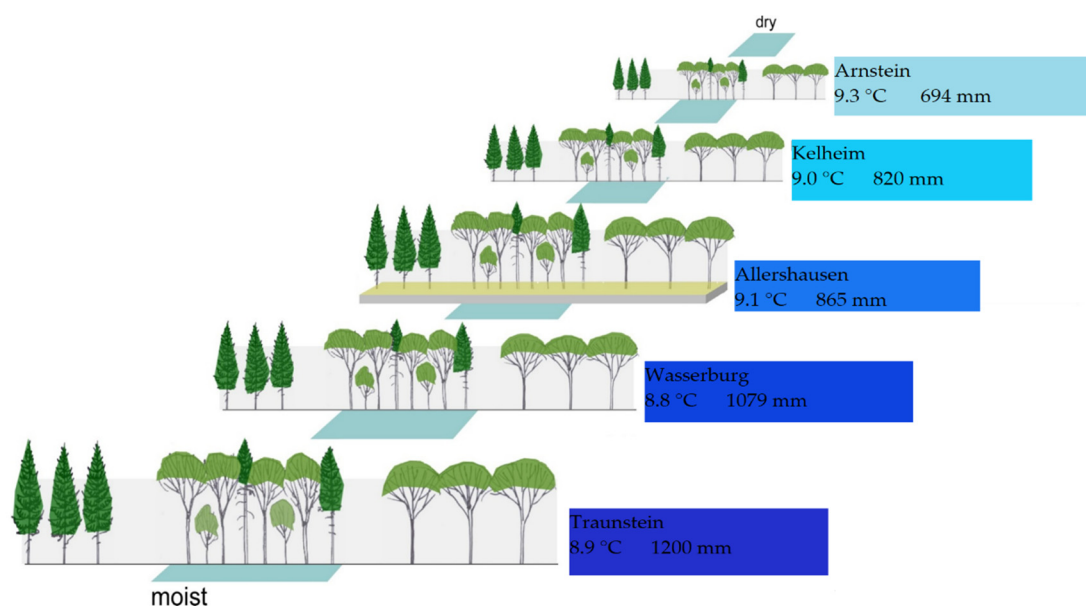 dry
Arnstein
9.3 °C 694 mm
Kelheim
9.0 °C 820 mm
Allershausen
9.1 °C 865 mm
Wasserburg
8.8 °C 1079 mm
Traunstein
8.9 °C 1200 mm
moist